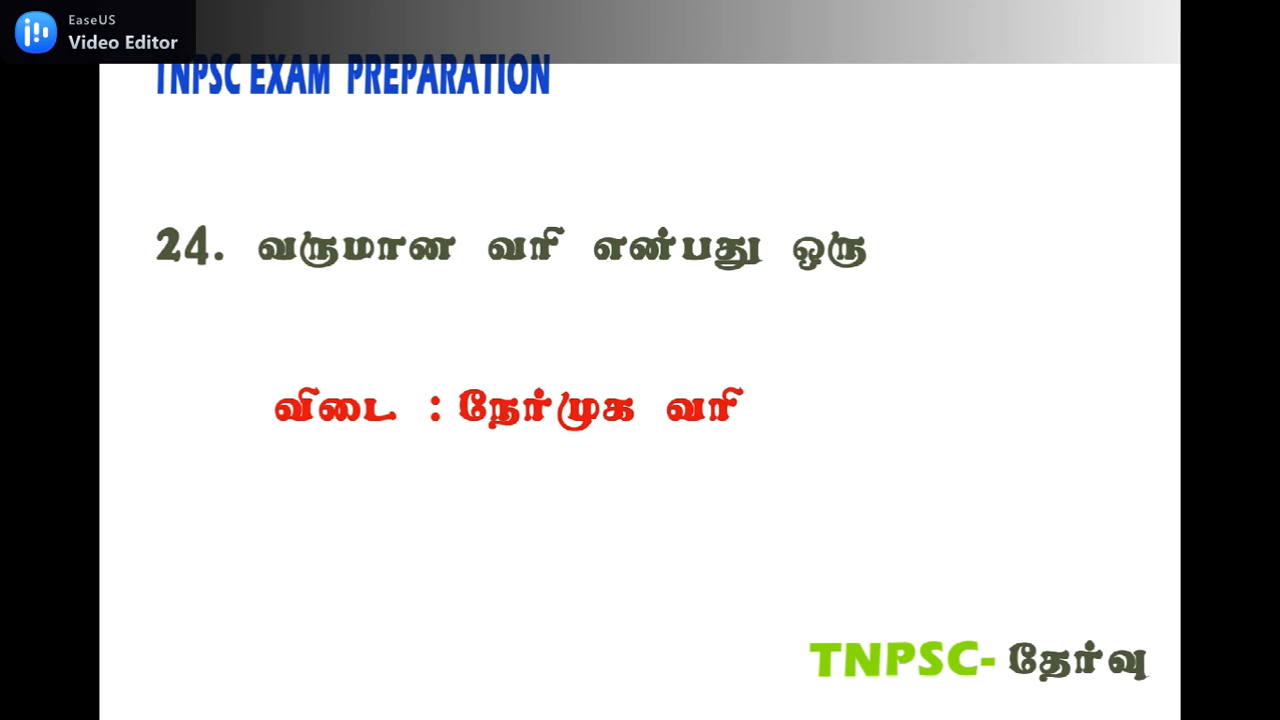 EaseUS
Video Editor
TNPSC EXAM PREPARATION
24. வருமான வரி என்பது ஒரு
விடை : நேர்முக வரி
TNPSC- தேர்வு